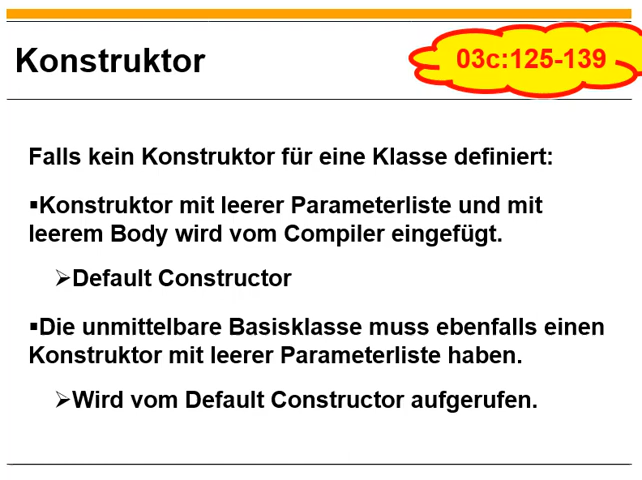 Konstruktor
03c:125-139
Falls kein Konstruktor für eine Klasse definiert:
▪Konstruktor mit leerer Parameterliste und mit
leerem Body wird vom Compiler eingefügt.
➢Default Constructor
▪Die unmittelbare Basisklasse muss ebenfalls einen
Konstruktor mit leerer Parameterliste haben.
➢Wird vom Default Constructor aufgerufen.